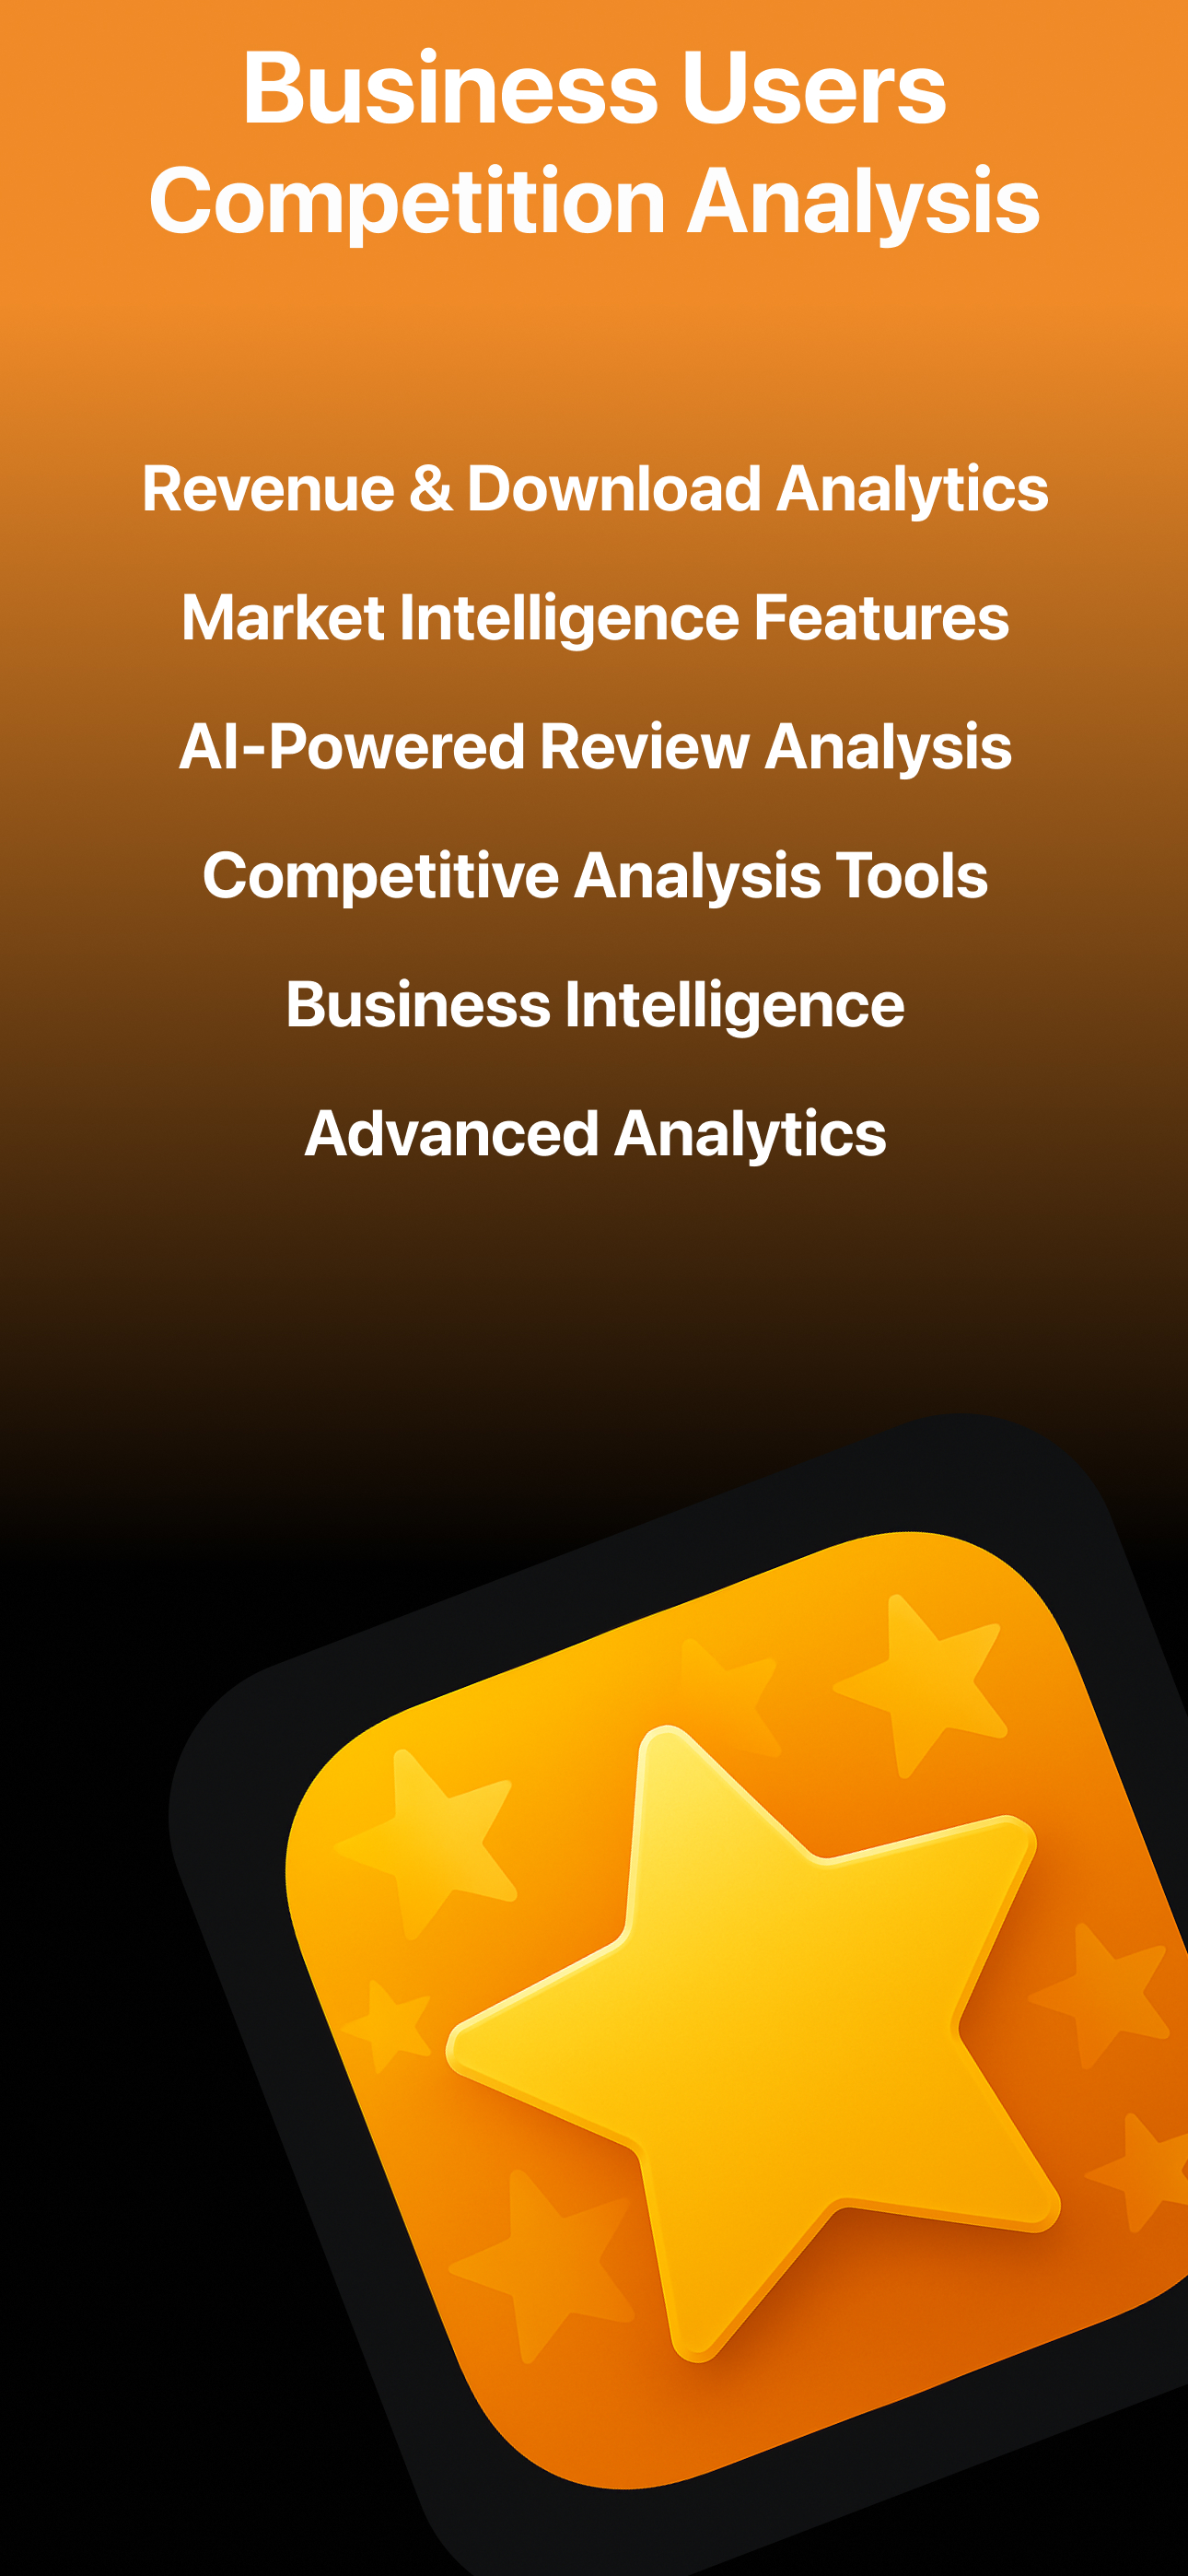 Business Users
Competition Analysis
Revenue & Download Analytics
Market Intelligence Features
AI-Powered Review Analysis
Competitive Analysis Tools
Business Intelligence
Advanced Analytics